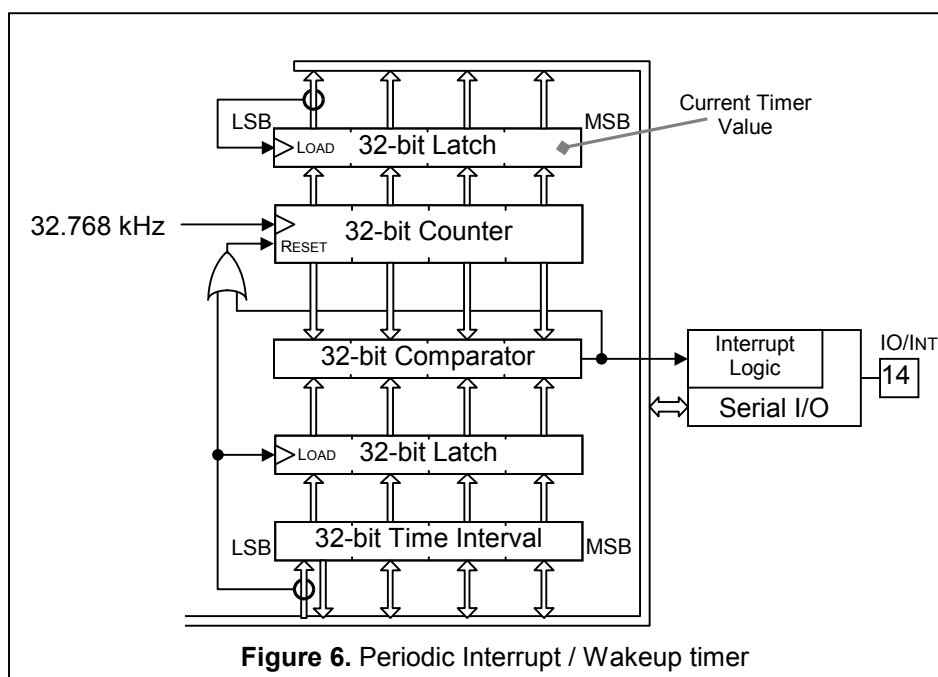 LSB
MSB
Current Timer
Value
LOAD
32-bit Latch
32.768 kHz
32-bit Counter
RESET
32-bit Comparator
Interrupt
Logic
IO/INT
14
Serial I/O
LOAD
32-bit Latch
LSB
32-bit Time Interval
MSB
Figure 6. Periodic Interrupt / Wakeup timer